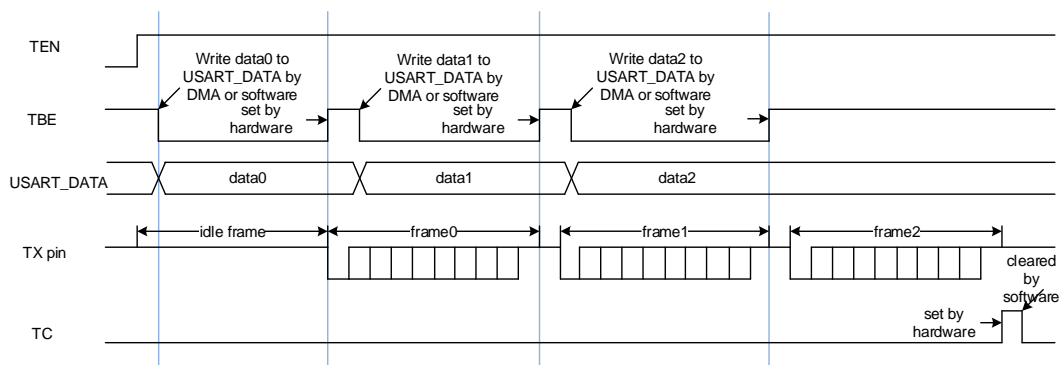 TEN
Write data0 to
USART_DATA by
DMA or software
Write data1 to
USART_DATA by
DMA or software
Write data2 to
USART_DATA by
DMA or software
TBE
set by
hardware
set by
hardware
set by
hardware
USART_DATA
data0
data1
data2
TX pin
idle frame
frame0
frame1
frame2
cleared
by
software
TC
set by
hardware